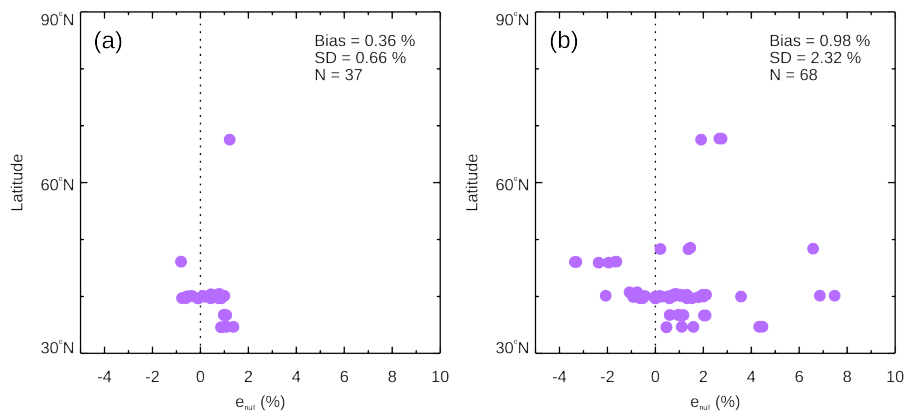 (a)
Bias = 0.36 %
SD = 0.66 %
N = 37
90°N
60°N
30°N
Latitude
-4 -2 0 2 4 6 8 10
e_null (%)
(b)
Bias = 0.98 %
SD = 2.32 %
N = 68
90°N
60°N
30°N
Latitude
-4 -2 0 2 4 6 8 10
e_null (%)